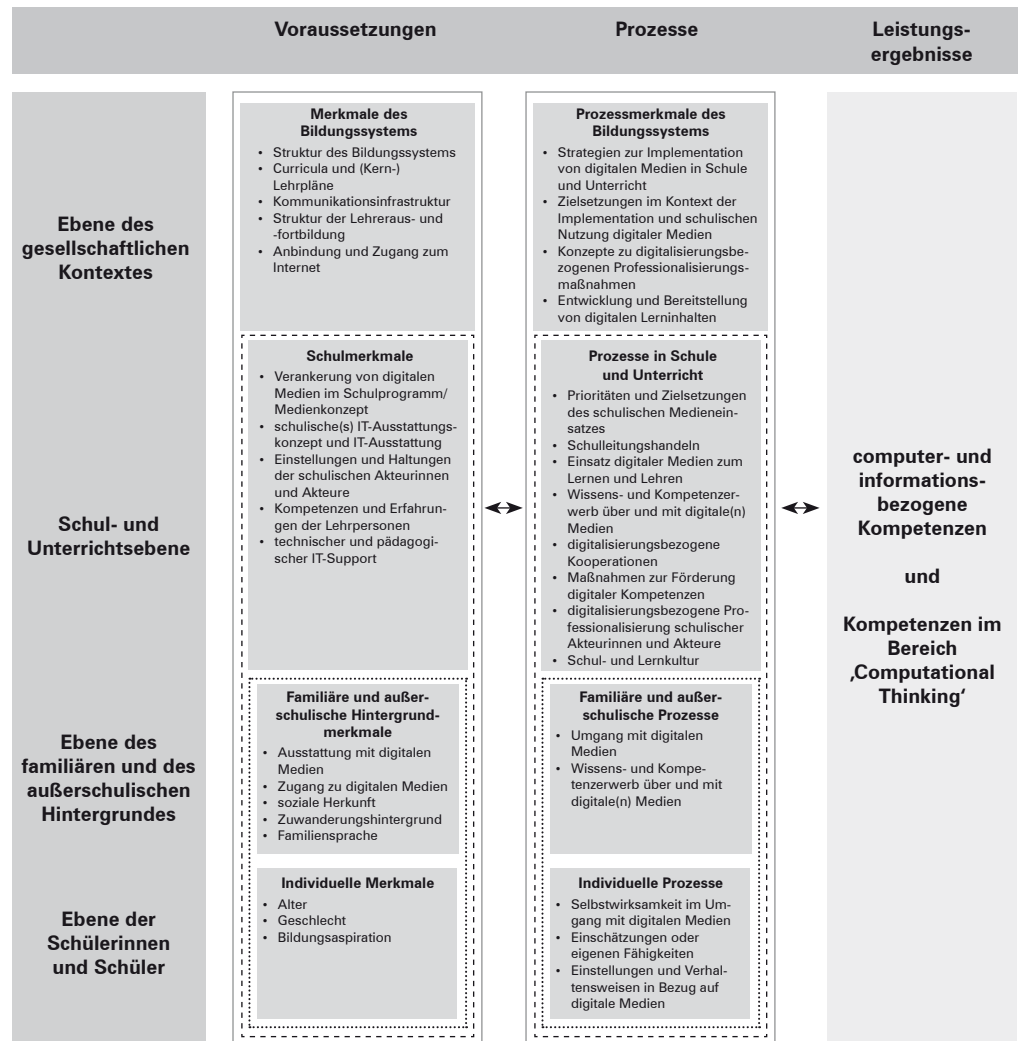 Voraussetzungen
Prozesse
Leistungs-
ergebnisse
Ebene des
gesellschaftlichen
Kontextes
Merkmale des
Bildungssystems
• Struktur des Bildungssystems
• Curricula und (Kern-)
Lehrpläne
• Kommunikationsinfrastruktur
• Struktur der Lehreraus- und
-fortbildung
• Anbindung und Zugang zum
Internet
Prozessmerkmale des
Bildungssystems
• Strategien zur Implementation
von digitalen Medien in Schule
und Unterricht
• Zielsetzungen im Kontext der
Implementation und schulischen
Nutzung digitaler Medien
• Konzepte zu digitalisierungsbe-
zogenen Professionalisierungs-
maßnahmen
• Entwicklung und Bereitstellung
von digitalen Lerninhalten
Schul- und
Unterrichtsebene
Schulmerkmale
• Verankerung von digitalen
Medien im Schulprogramm/
Medienkonzept
• schulische(s) IT-Ausstattungs-
konzept und IT-Ausstattung
• Einstellungen und Haltungen
der schulischen Akteurinnen
und Akteure
• Kompetenzen und Erfahrun-
gen der Lehrpersonen
• technischer und pädagogi-
scher IT-Support
Prozesse in Schule
und Unterricht
• Prioritäten und Zielsetzungen
des schulischen Medienein-
satzes
• Schulleitungshandeln
• Einsatz digitaler Medien zum
Lernen und Lehren
• Wissens- und Kompetenzer-
werb über und mit digitale(n)
Medien
• digitalisierungsbezogene
Kooperationen
• Maßnahmen zur Förderung
digitaler Kompetenzen
• digitalisierungsbezogene Pro-
fessionalisierung schulischer
Akteurinnen und Akteure
• Schul- und Lernkultur
Ebene des
familiären und des
außerschulischen
Hintergrundes
Familiäre und außer-
schulische Hintergrund-
merkmale
• Ausstattung mit digitalen
Medien
• Zugang zu digitalen Medien
• soziale Herkunft
• Zuwanderungshintergrund
• Familiensprache
Familiäre und außer-
schulische Prozesse
• Umgang mit digitalen
Medien
• Wissens- und Kompe-
tenzerwerb über und mit
digitale(n) Medien
Ebene der
Schülerinnen
und Schüler
Individuelle Merkmale
• Alter
• Geschlecht
• Bildungsaspiration
Individuelle Prozesse
• Selbstwirksamkeit im Um-
gang mit digitalen Medien
• Einschätzungen oder
eigenen Fähigkeiten
• Einstellungen und Verhal-
tensweisen in Bezug auf
digitale Medien
computer- und
informations-
bezogene
Kompetenzen
und
Kompetenzen im
Bereich
‚Computational
Thinking‘